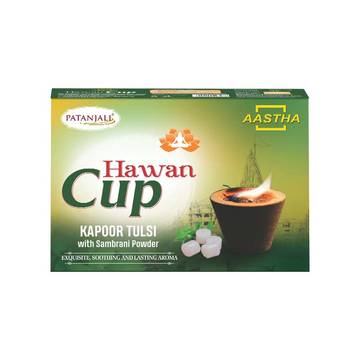 PATANJALI
AASTHA
Hawan
Cup
KAPOOR TULSI
with Sambrani Powder
EXQUISITE, SOOTHING AND LASTING AROMA